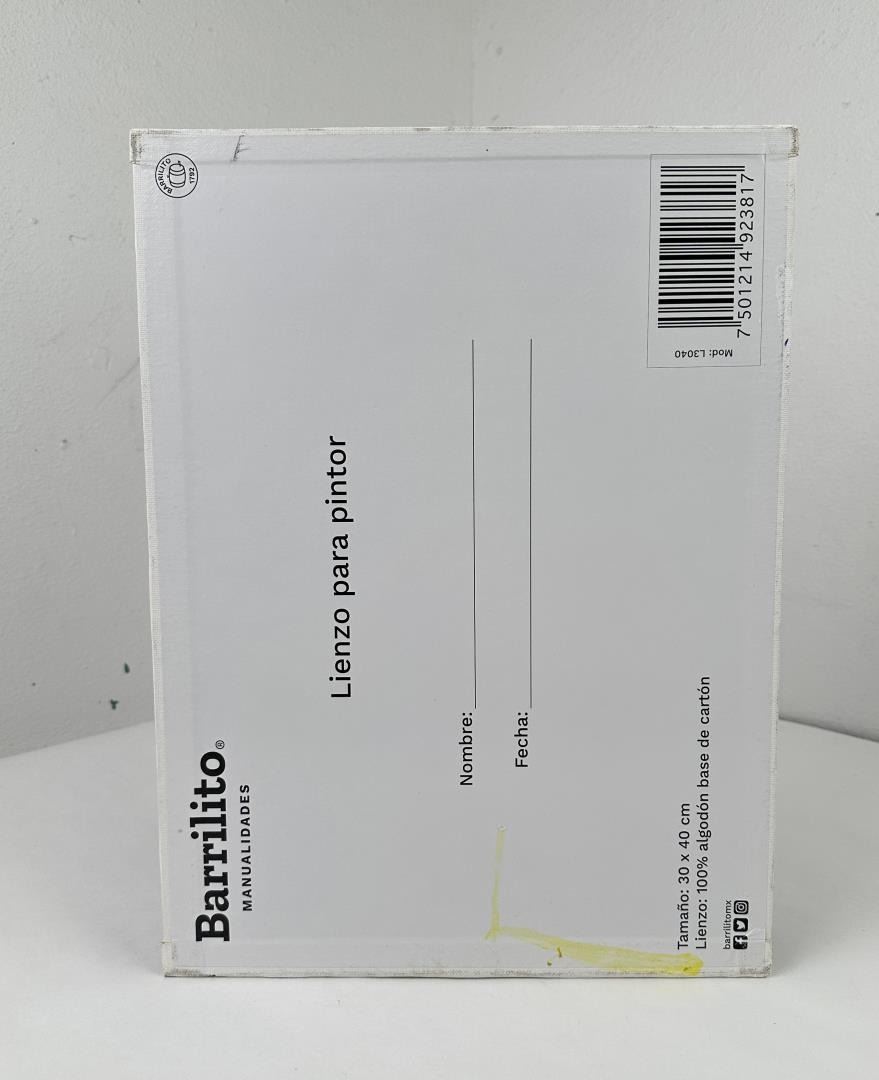 Barrilito®
MANUALIDADES
BARRILITO
1792
Lienzo para pintor
Nombre:
Fecha:
Tamaño: 30 x 40 cm
Lienzo: 100% algodón base de cartón
barrilitomx
Mod: L3040
7 501214 923817